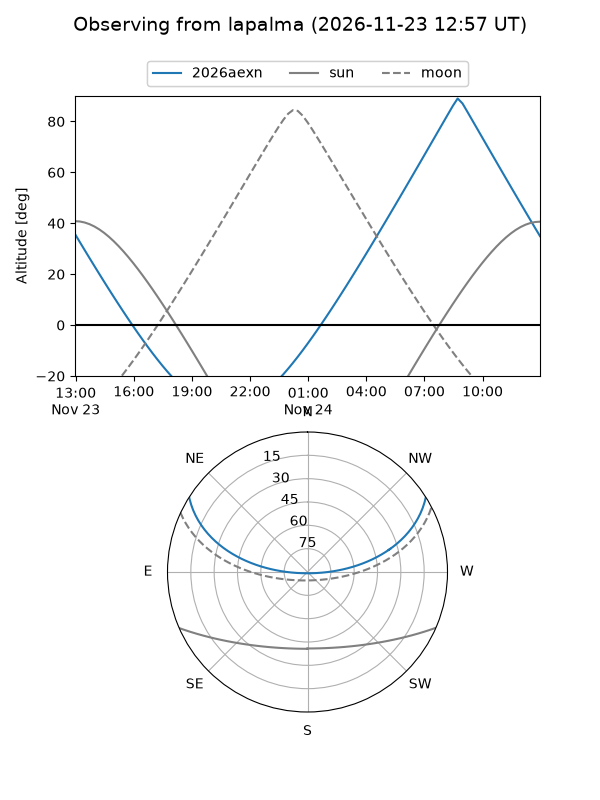 Observing from lapalma (2026-11-23 12:57 UT)
2026aexn sun moon
80
60
40
20
0
−20
Altitude [deg]
13:00 16:00 19:00 22:00 01:00 04:00 07:00 10:00
Nov 23 Nov 24
N
NE NW
15
30
45
60
75
E W
SE SW
S